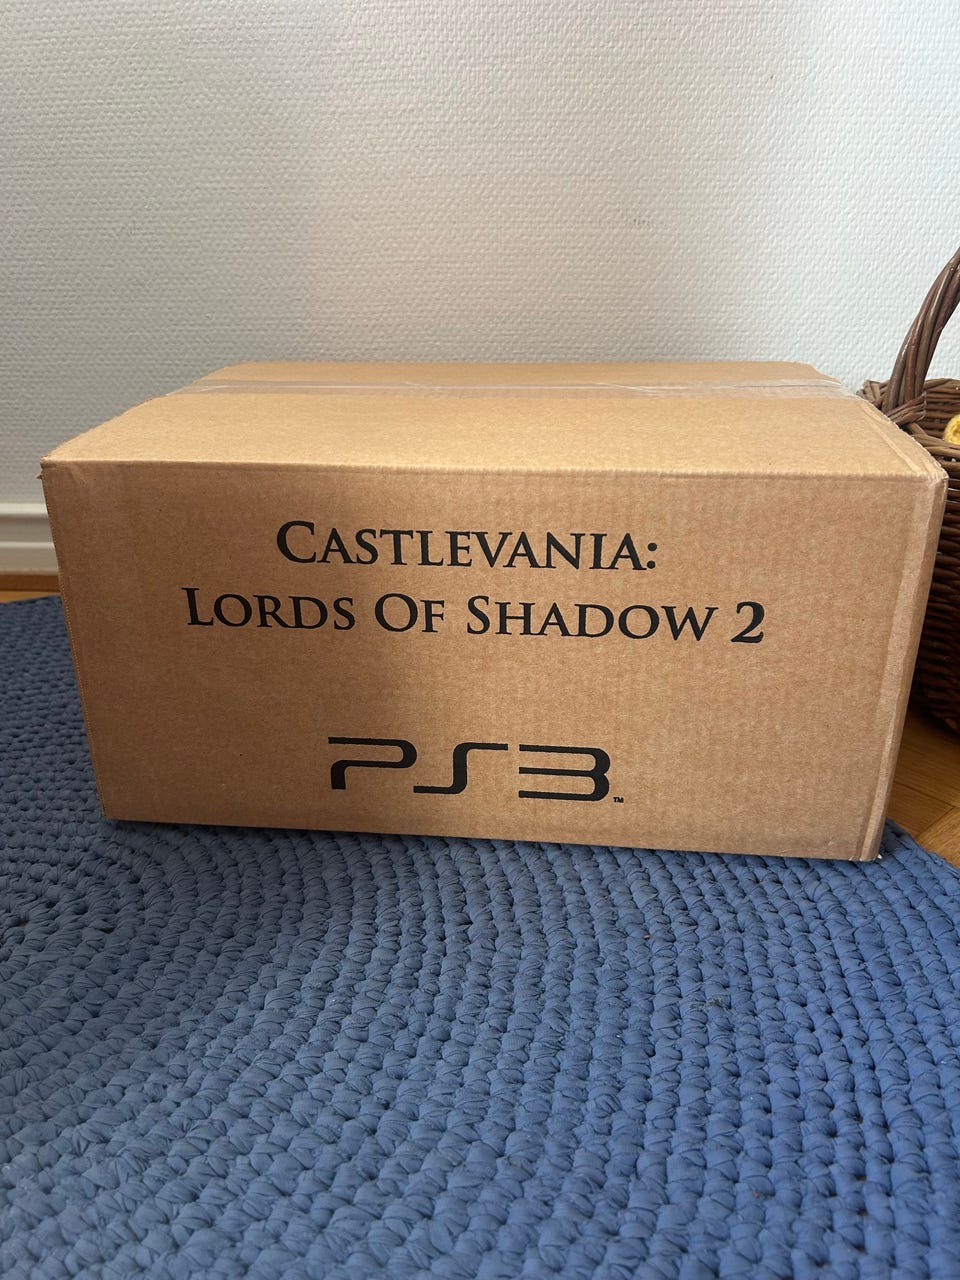 Castlevania:
Lords Of Shadow 2
PS3™